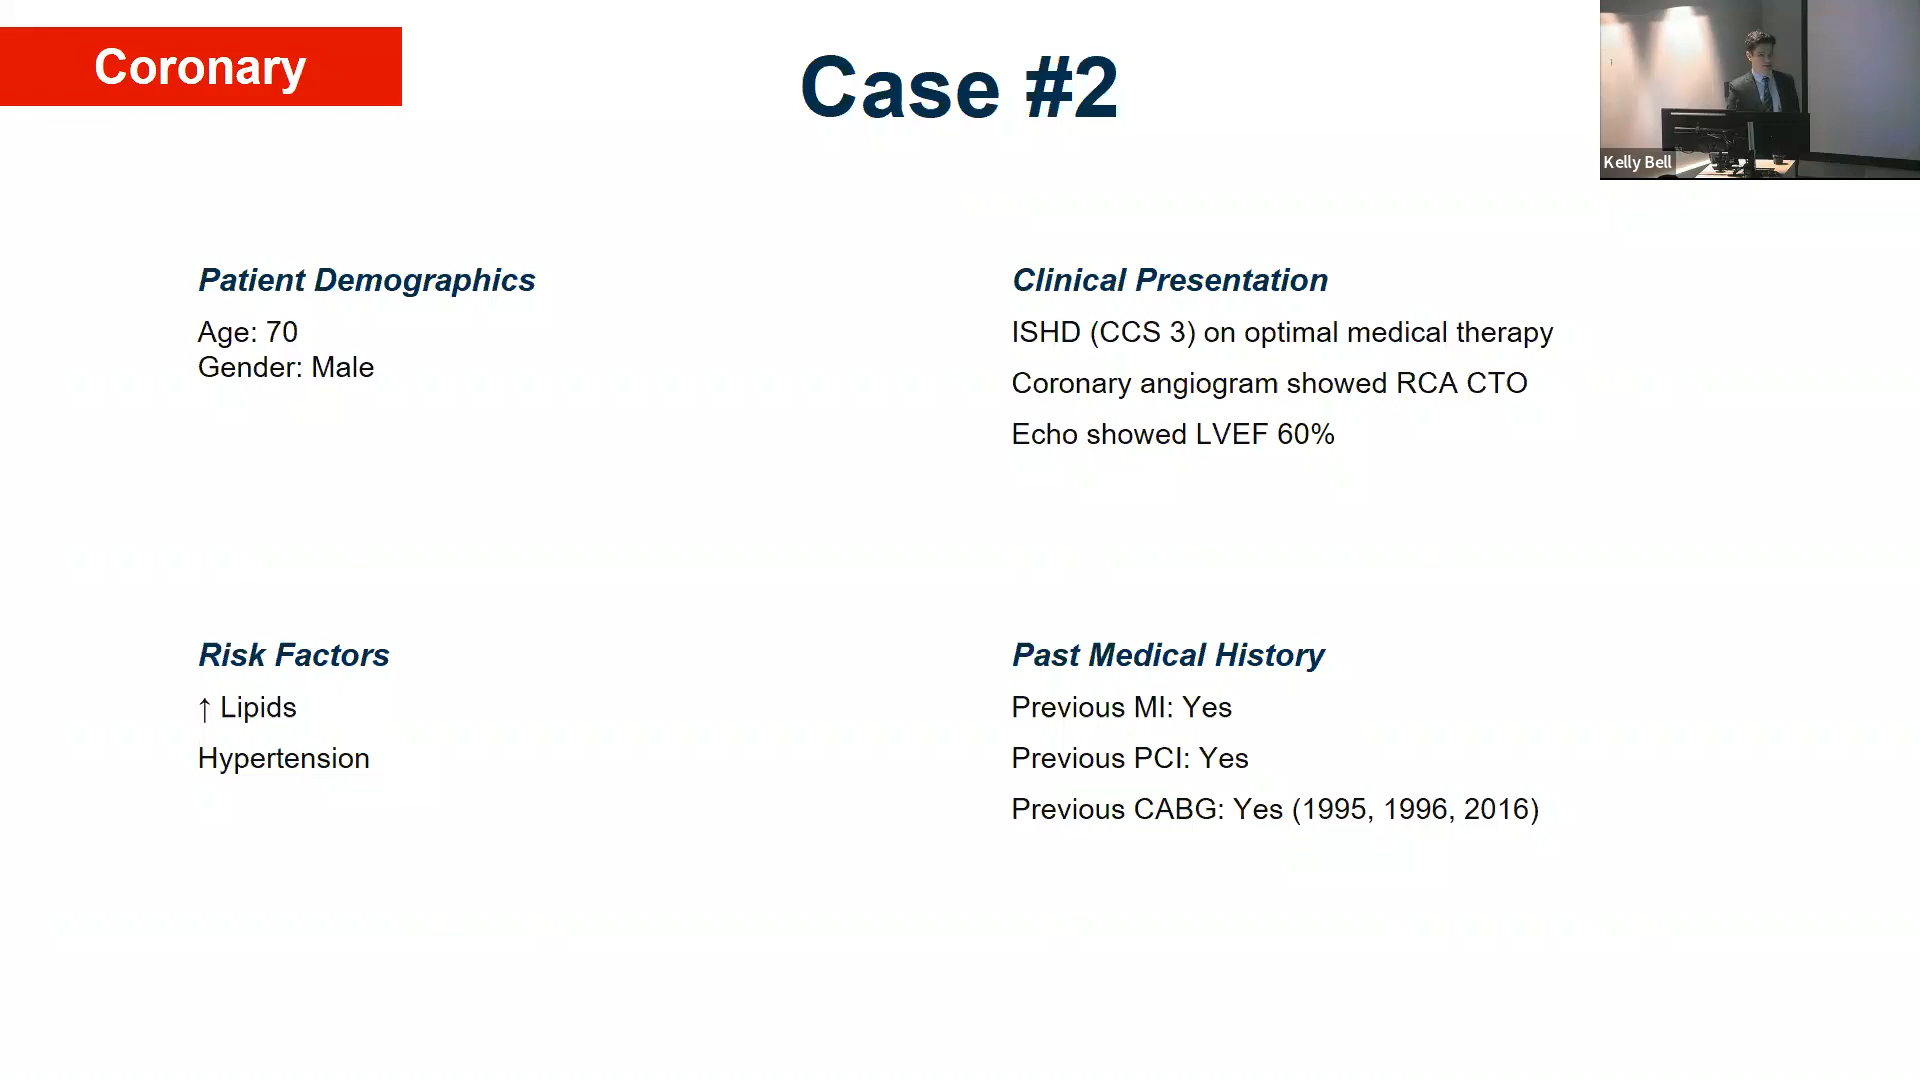 Coronary
Case #2
Kelly Bell
Patient Demographics
Age: 70
Gender: Male
Clinical Presentation
ISHD (CCS 3) on optimal medical therapy
Coronary angiogram showed RCA CTO
Echo showed LVEF 60%
Risk Factors
↑ Lipids
Hypertension
Past Medical History
Previous MI: Yes
Previous PCI: Yes
Previous CABG: Yes (1995, 1996, 2016)